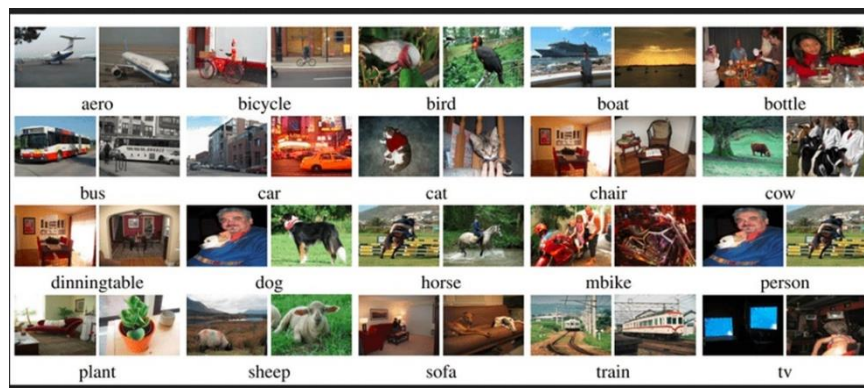 aero bicycle bird boat bottle
bus car cat chair cow
dinningtable dog horse mbike person
plant sheep sofa train tv